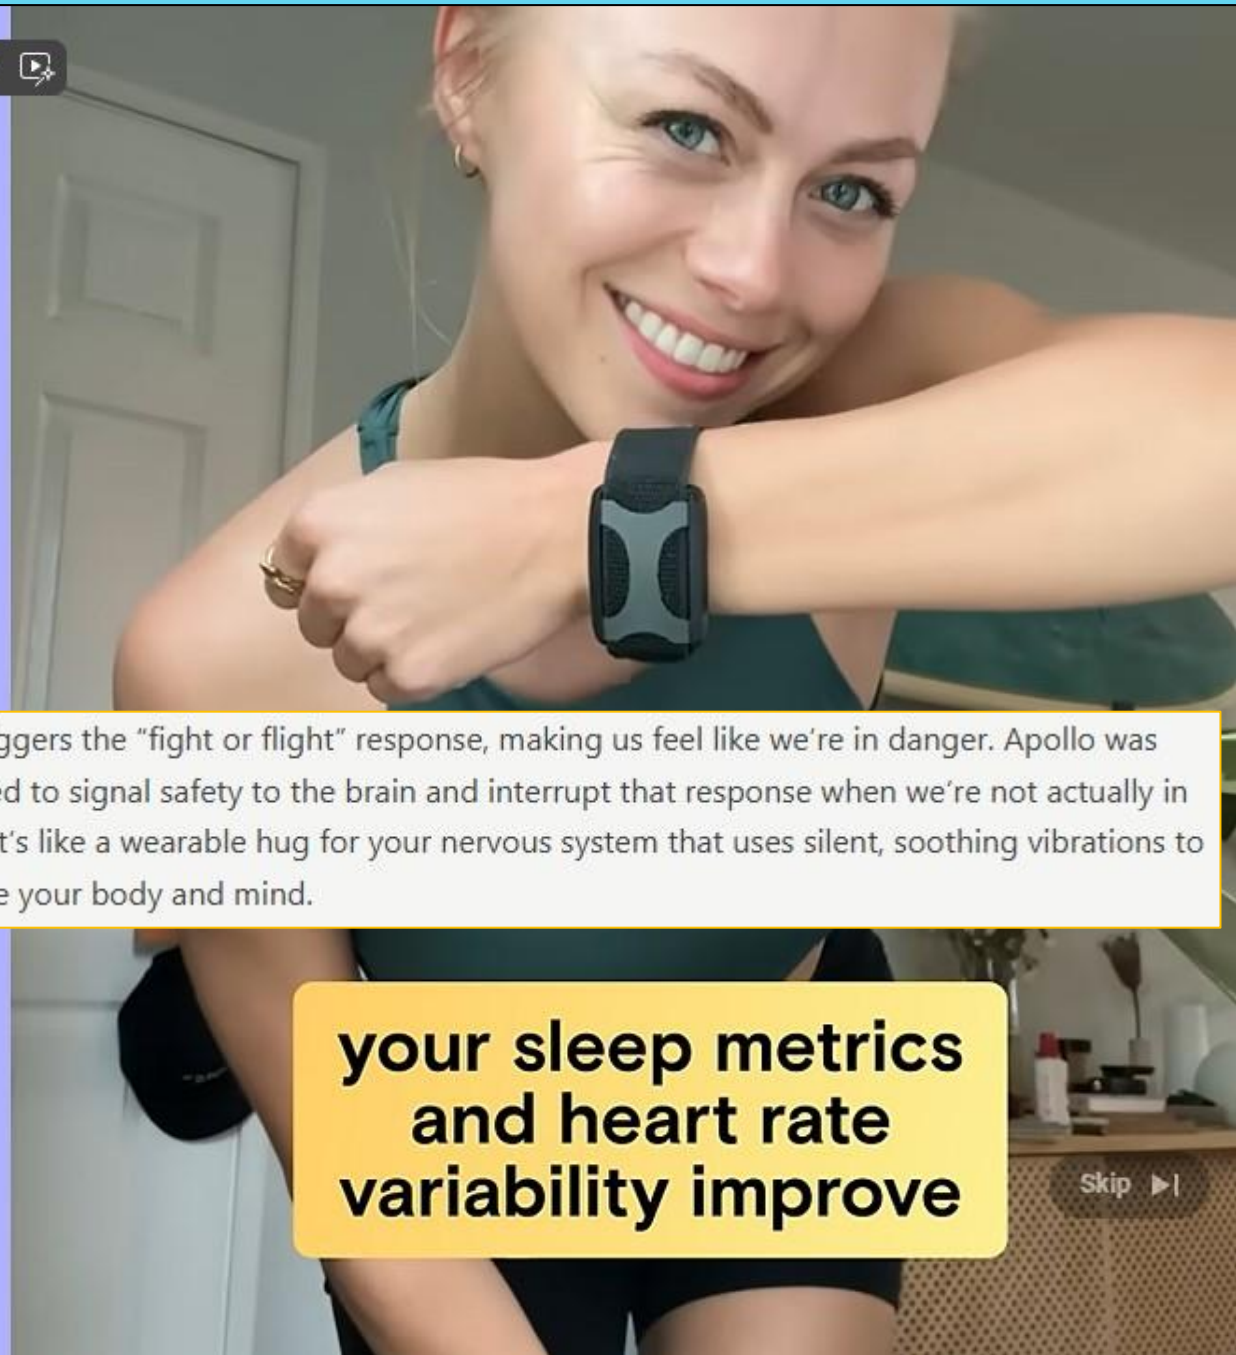 ggers the “fight or flight” response, making us feel like we’re in danger. Apollo was
ed to signal safety to the brain and interrupt that response when we’re not actually in
t’s like a wearable hug for your nervous system that uses silent, soothing vibrations to
e your body and mind.
your sleep metrics
and heart rate
variability improve
Skip